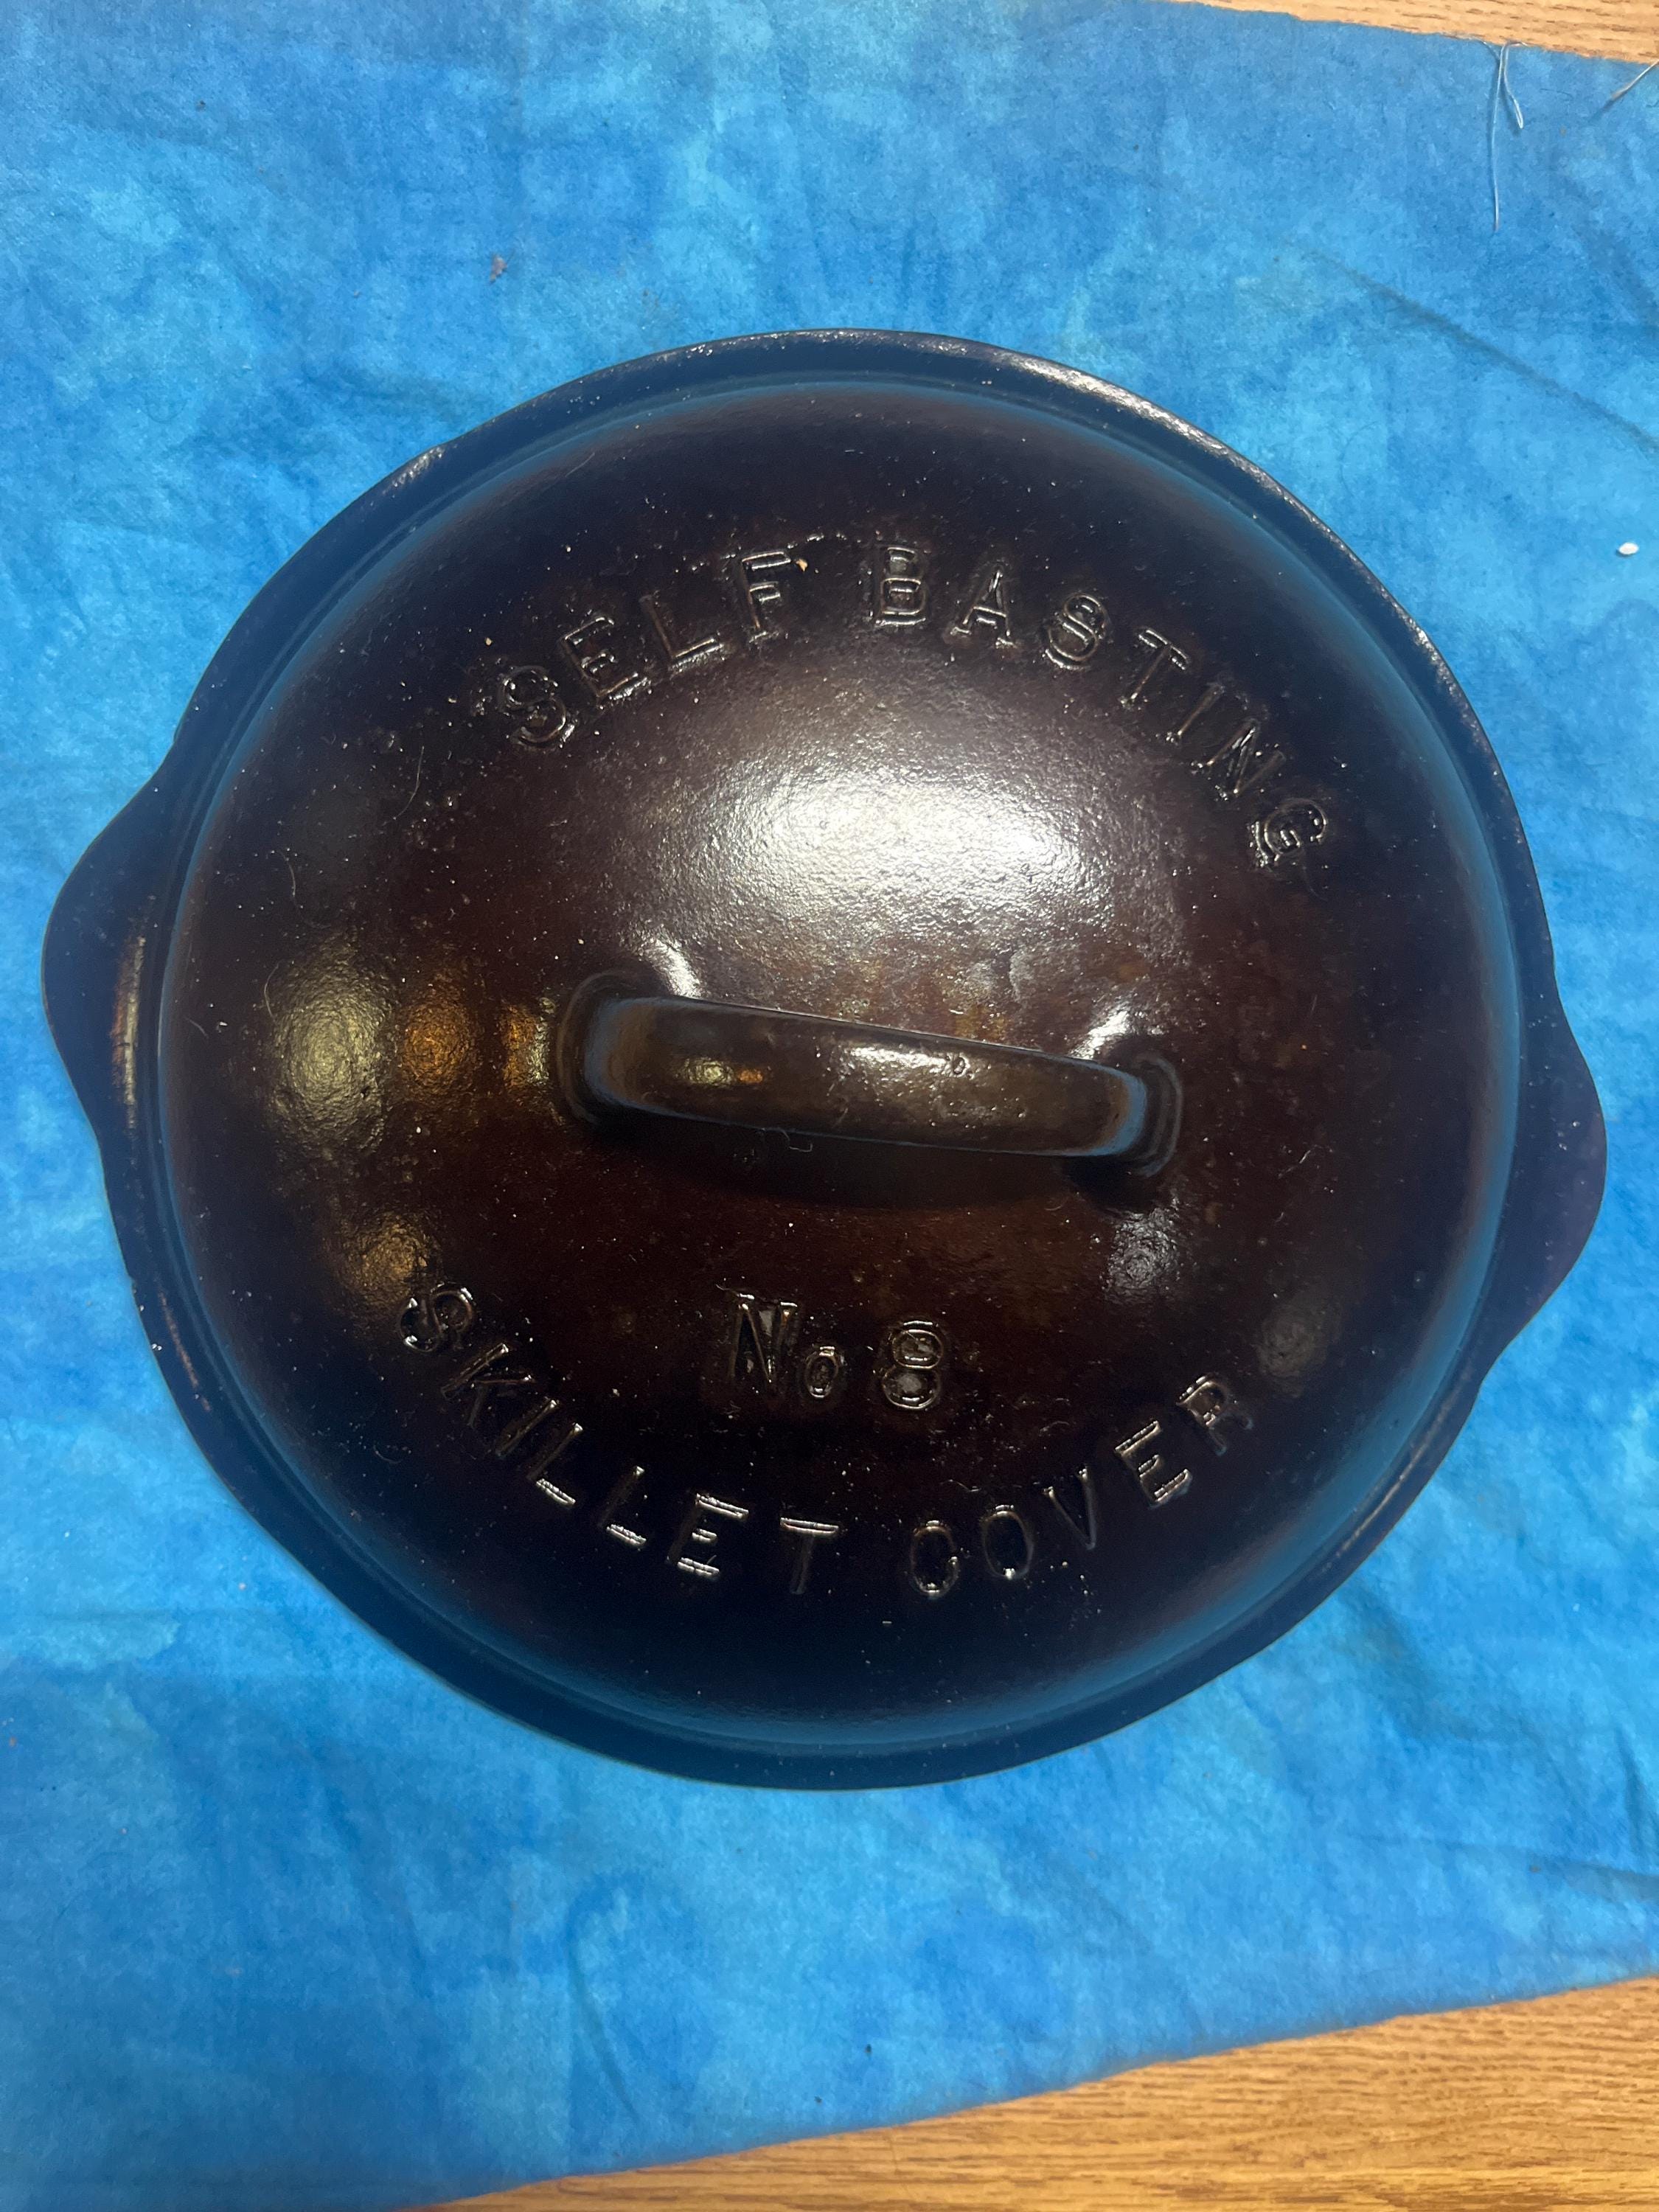 SELF BASTING
No 8
SKILLET COVER